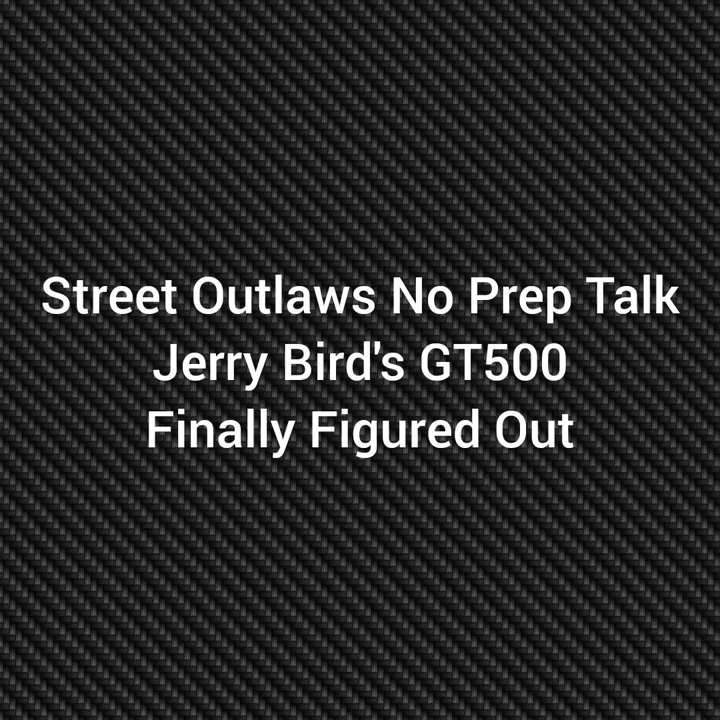 Street Outlaws No Prep Talk
Jerry Bird's GT500
Finally Figured Out